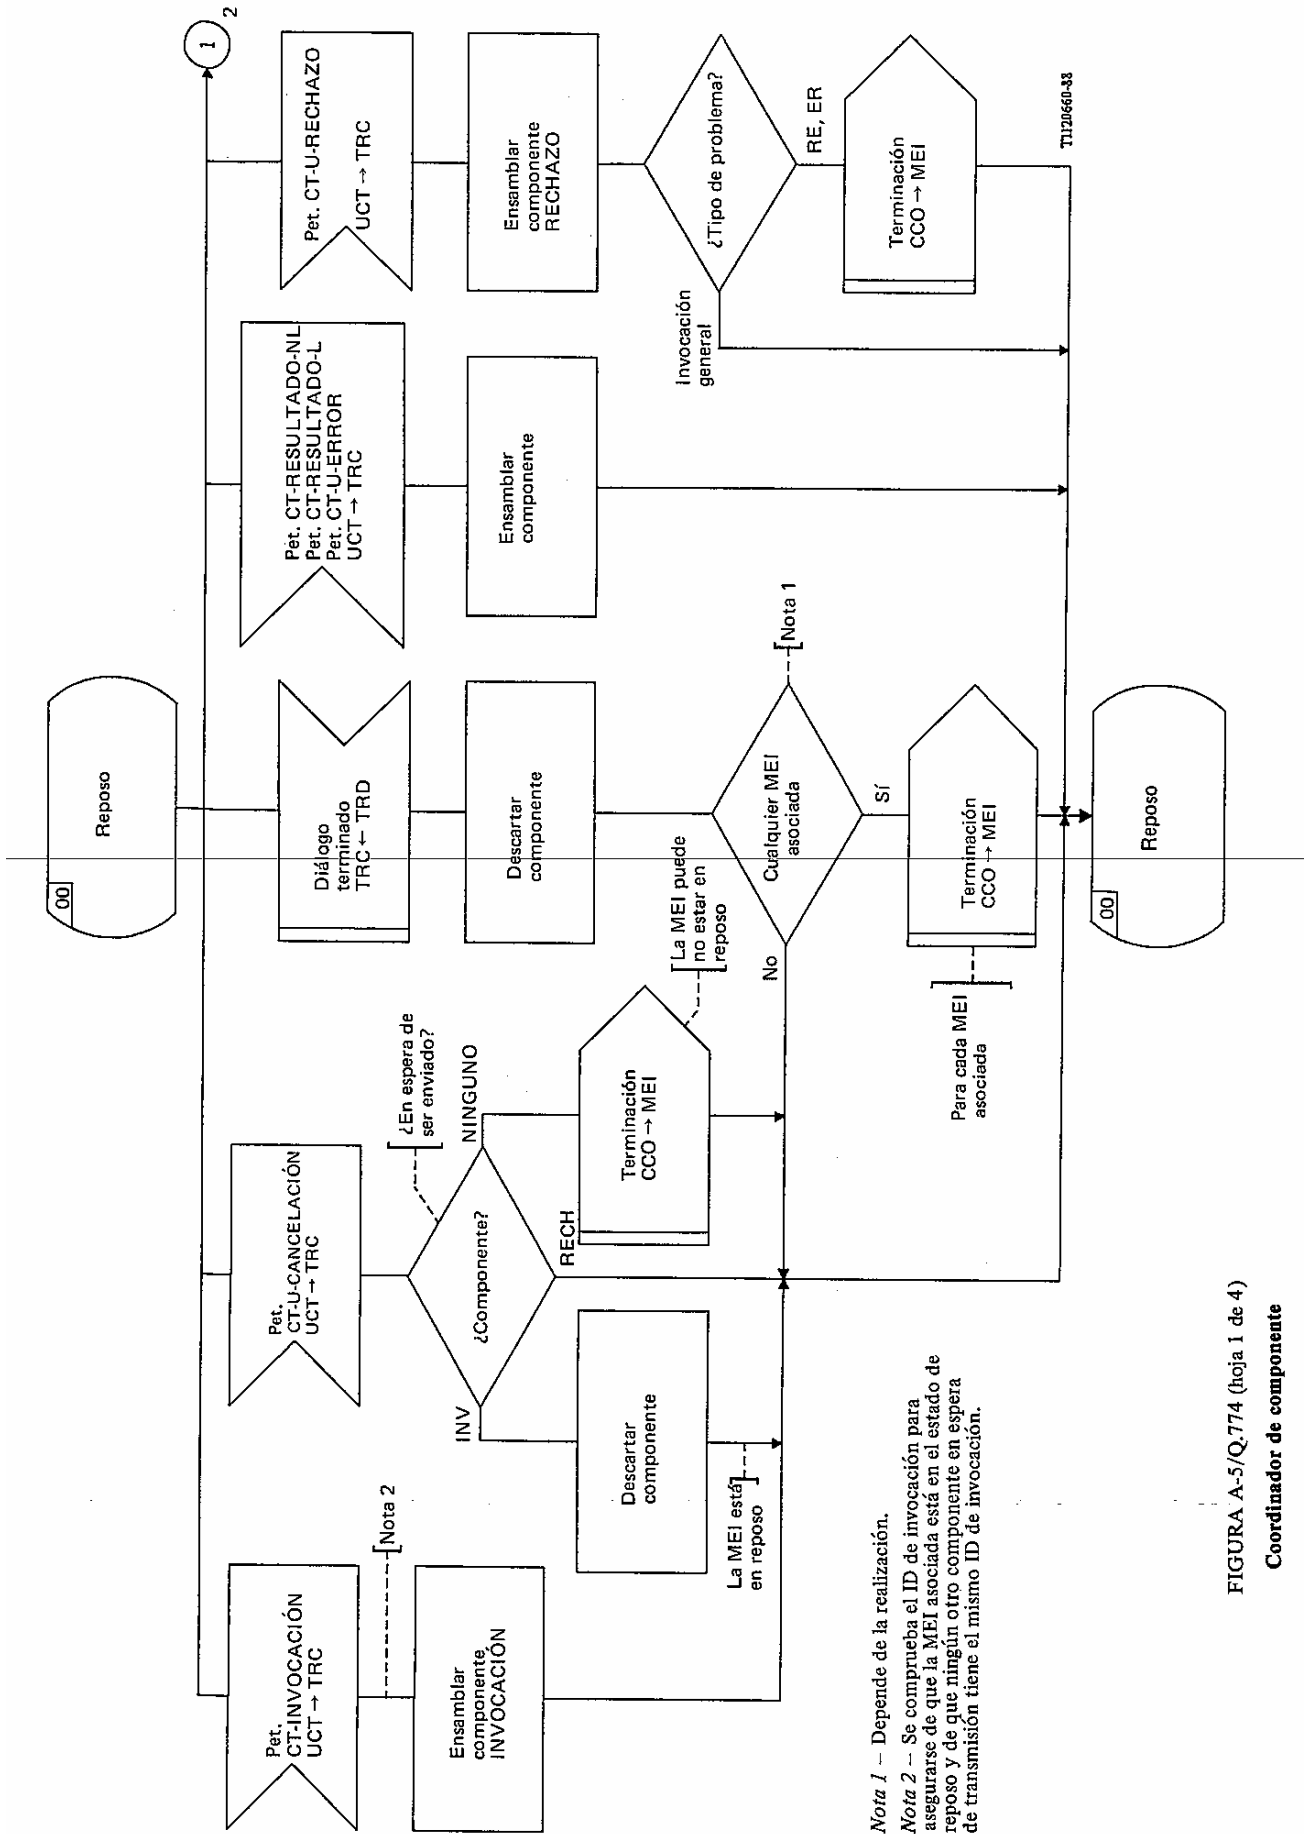 1
2
00
Reposo
Pet.
CT-INVOCACIÓN
UCT → TRC
[Nota 2
Ensamblar
componente
INVOCACIÓN
Pet.
CT-U-CANCELACIÓN
UCT → TRC
¿En espera de
ser enviado?
¿Componente?
INV
RECH
NINGUNO
Descartar
componente
La MEI está
en reposo
Terminación
CCO → MEI
La MEI puede
no estar en
reposo
Diálogo
terminado
TRC ← TRD
Descartar
componente
Cualquier MEI
asociada
[Nota 1
No
Sí
Terminación
CCO → MEI
Para cada MEI
asociada
Pet. CT-RESULTADO-NL
Pet. CT-RESULTADO-L
Pet. CT-U-ERROR
UCT → TRC
Ensamblar
componente
Pet. CT-U-RECHAZO
UCT → TRC
Ensamblar
componente
RECHAZO
¿Tipo de problema?
Invocación
general
RE, ER
Terminación
CCO → MEI
00
Reposo
T1120660-88
Nota 1 – Depende de la realización.
Nota 2 – Se comprueba el ID de invocación para
asegurarse de que la MEI asociada está en el estado de
reposo y de que ningún otro componente en espera
de transmisión tiene el mismo ID de invocación.
FIGURA A-5/Q.774 (hoja 1 de 4)
Coordinador de componente